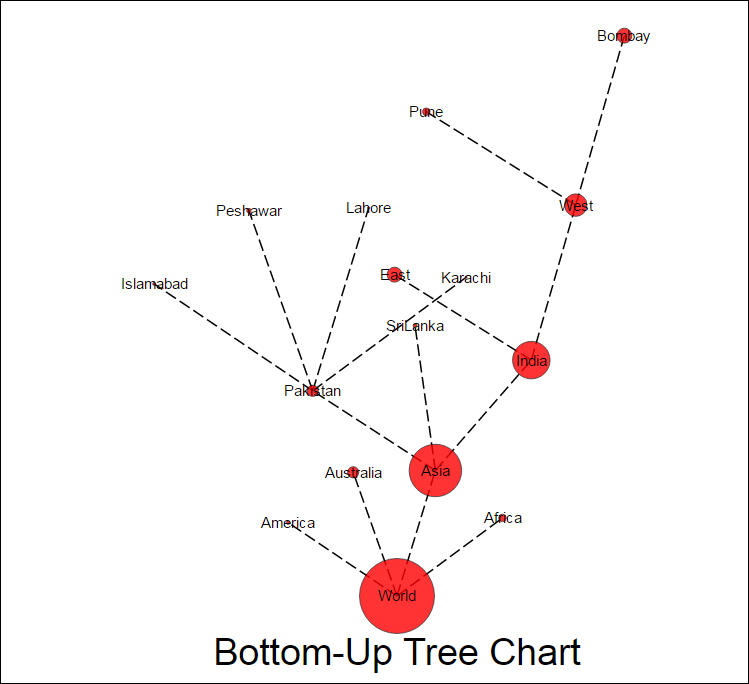 Bombay
Pune
West
Peshawar
Lahore
East
Karachi
Islamabad
SriLanka
India
Pakistan
Asia
Australia
America
Africa
World
Bottom-Up Tree Chart